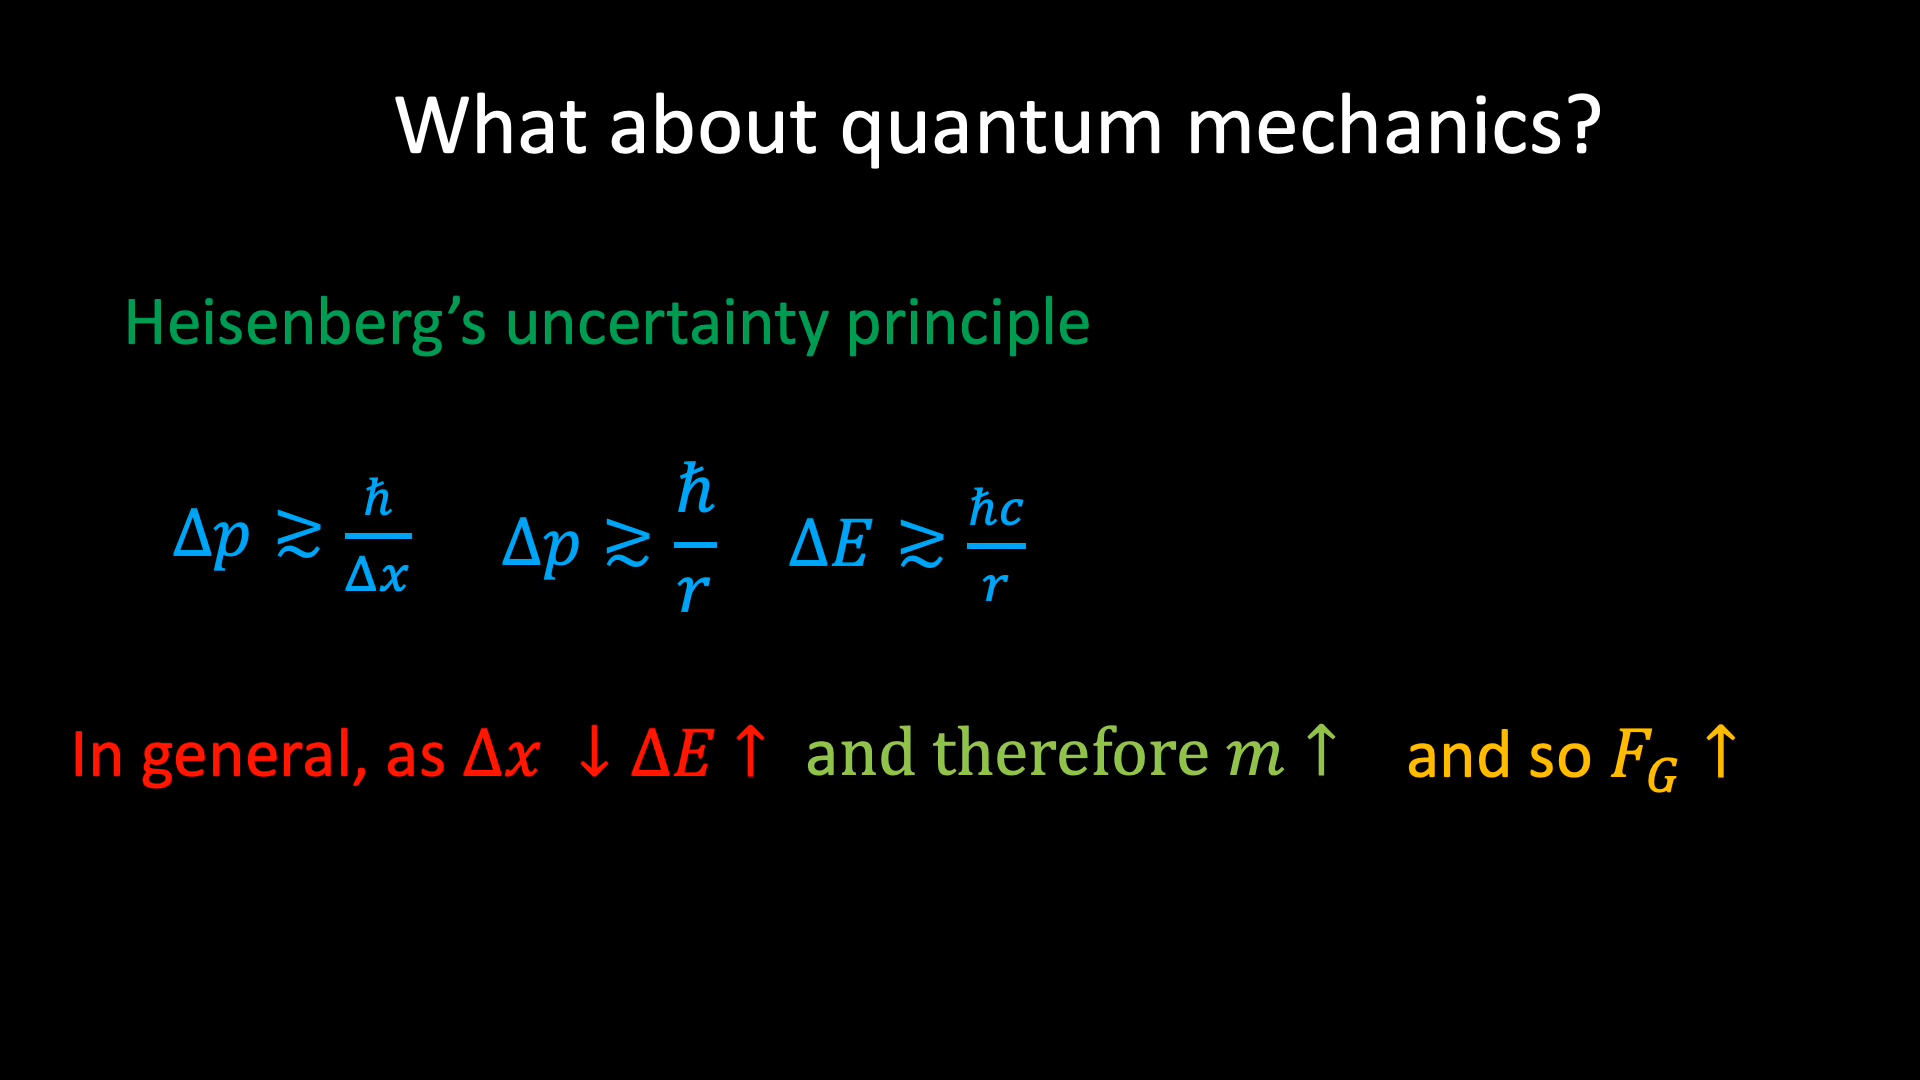 What about quantum mechanics?
Heisenberg’s uncertainty principle
Δp ≳ ħ/Δx   Δp ≳ ħ/r   ΔE ≳ ħc/r
In general, as Δx ↓ ΔE ↑ and therefore m ↑ and so F_G ↑